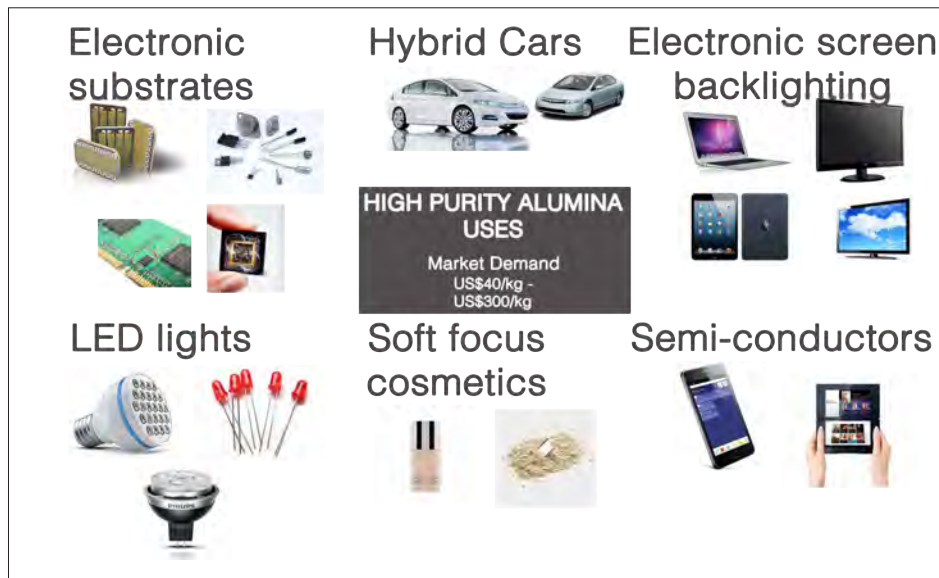 Electronic
substrates
Hybrid Cars
Electronic screen
backlighting
HIGH PURITY ALUMINA
USES
Market Demand
US$40/kg -
US$300/kg
LED lights
Soft focus
cosmetics
Semi-conductors
PHILIPS